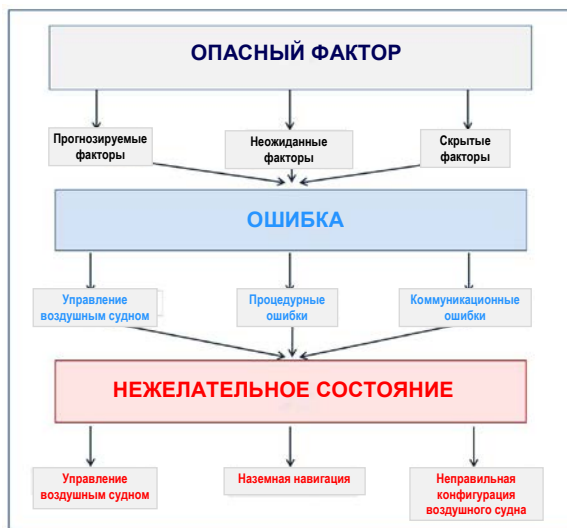 ОПАСНЫЙ ФАКТОР
Прогнозируемые
факторы
Неожиданные
факторы
Скрытые
факторы
ОШИБКА
Управление
воздушным судном
Процедурные
ошибки
Коммуникационные
ошибки
НЕЖЕЛАТЕЛЬНОЕ СОСТОЯНИЕ
Управление
воздушным судном
Наземная навигация
Неправильная
конфигурация
воздушного судна